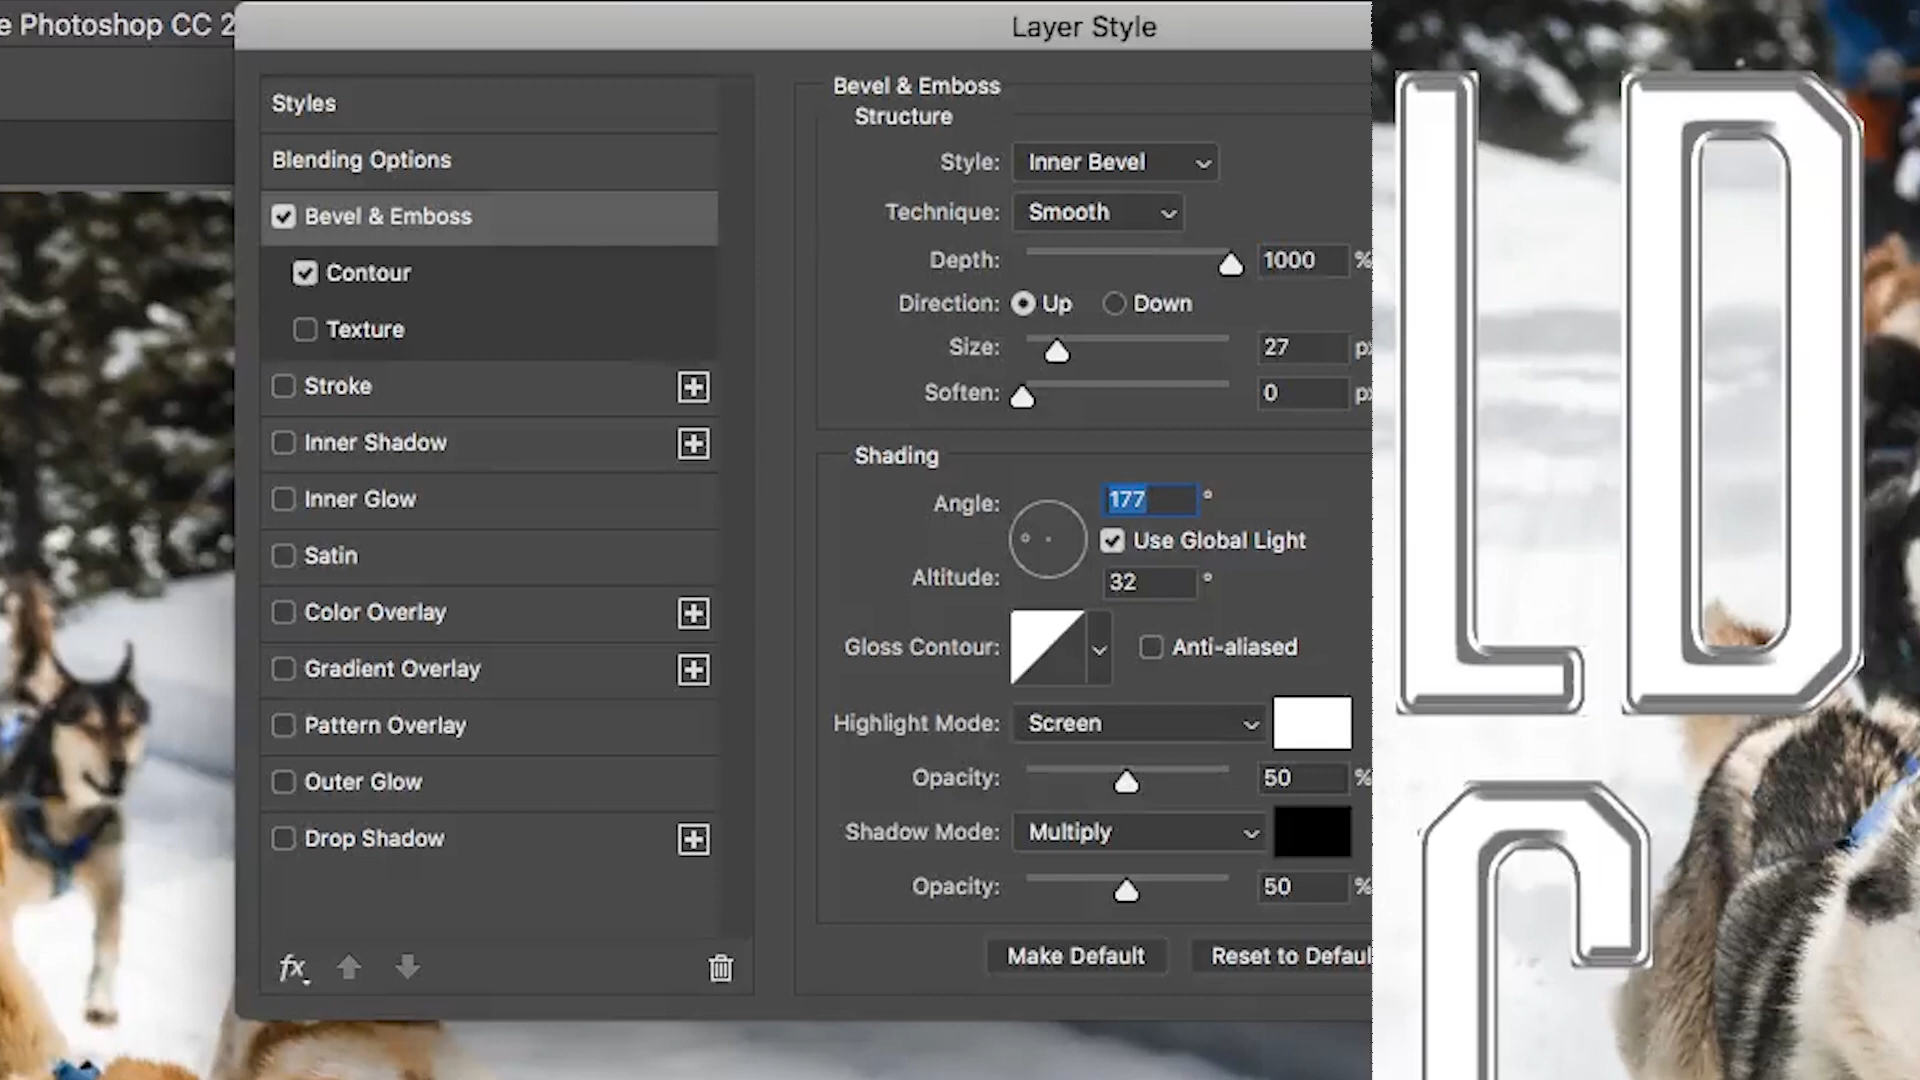 e Photoshop CC 2
Layer Style
Styles
Blending Options
Bevel & Emboss
Contour
Texture
Stroke
Inner Shadow
Inner Glow
Satin
Color Overlay
Gradient Overlay
Pattern Overlay
Outer Glow
Drop Shadow
fx
Bevel & Emboss
Structure
Style: Inner Bevel
Technique: Smooth
Depth: 1000 %
Direction: Up Down
Size: 27 px
Soften: 0 px
Shading
Angle: 177 °
Use Global Light
Altitude: 32 °
Gloss Contour: Anti-aliased
Highlight Mode: Screen
Opacity: 50 %
Shadow Mode: Multiply
Opacity: 50 %
Make Default Reset to Defaul
LD
C